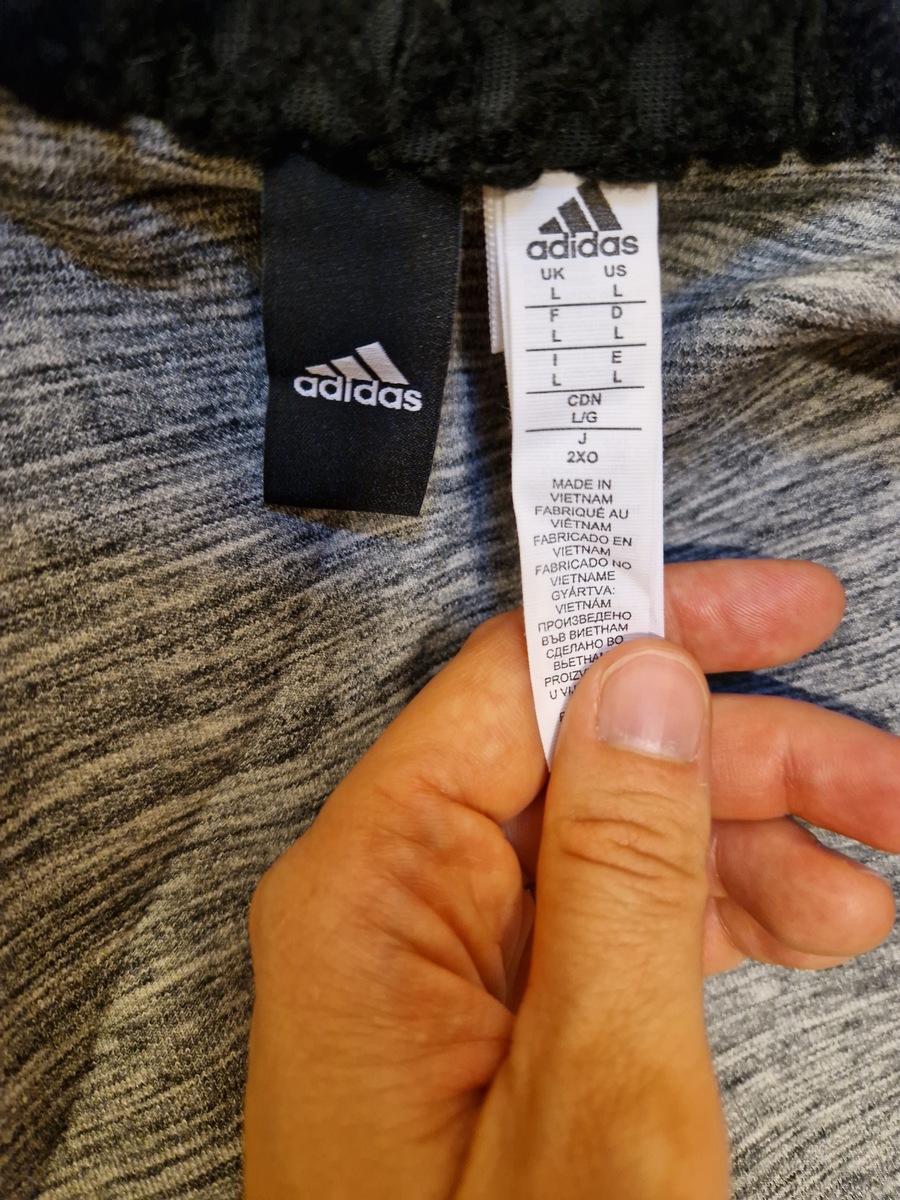 adidas
adidas
UK US
L L
F D
L L
I E
L L
CDN
L/G
J
2XO
MADE IN
VIETNAM
FABRIQUÉ AU
VIÊTNAM
FABRICADO EN
VIETNAM
FABRICADO NO
VIETNAME
GYÁRTVA:
VIETNÁM
ПРОИЗВЕДЕНО
ВЪВ ВИЕТНАМ
СДЕЛАНО ВО